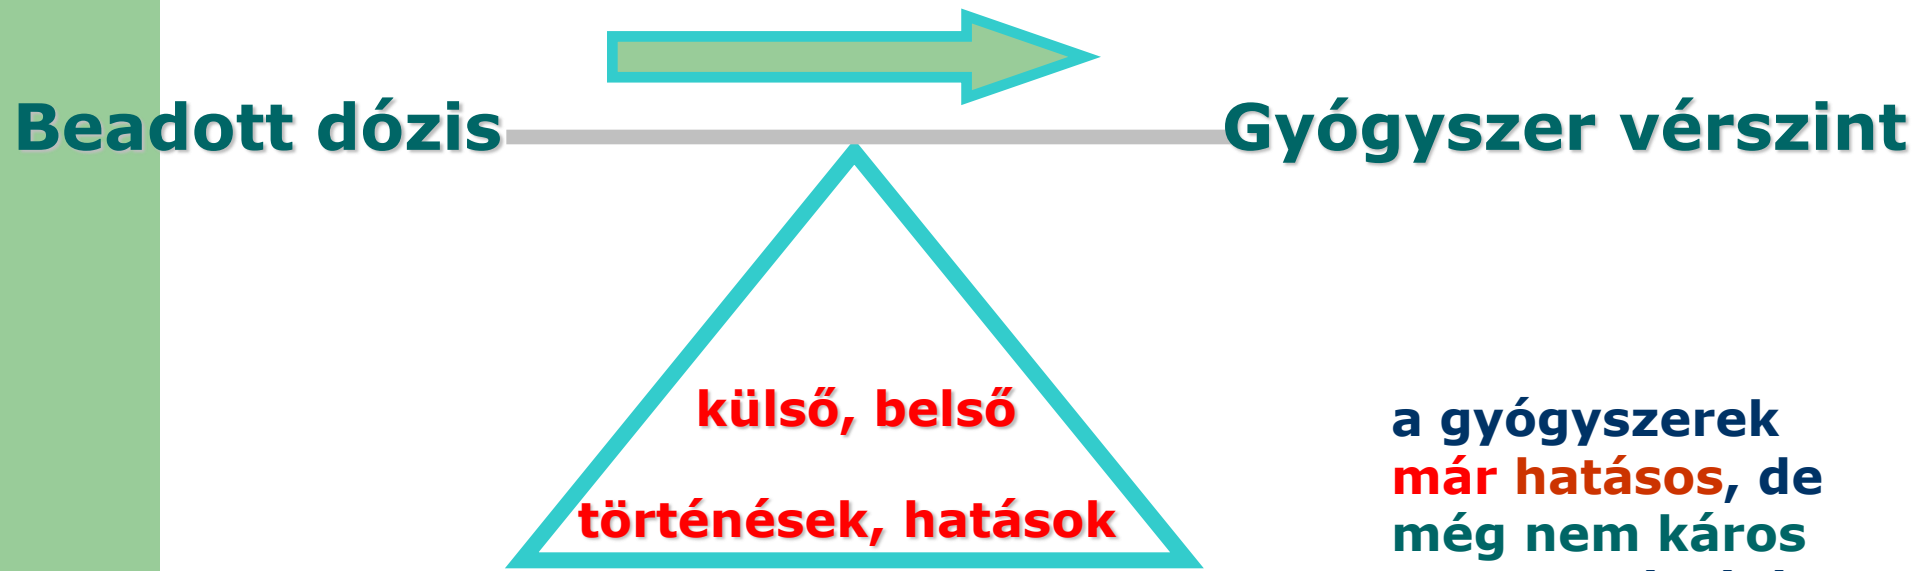 Beadott dózis
Gyógyszer vérszint
külső, belső
történések, hatások
a gyógyszerek
már hatásos, de
még nem káros